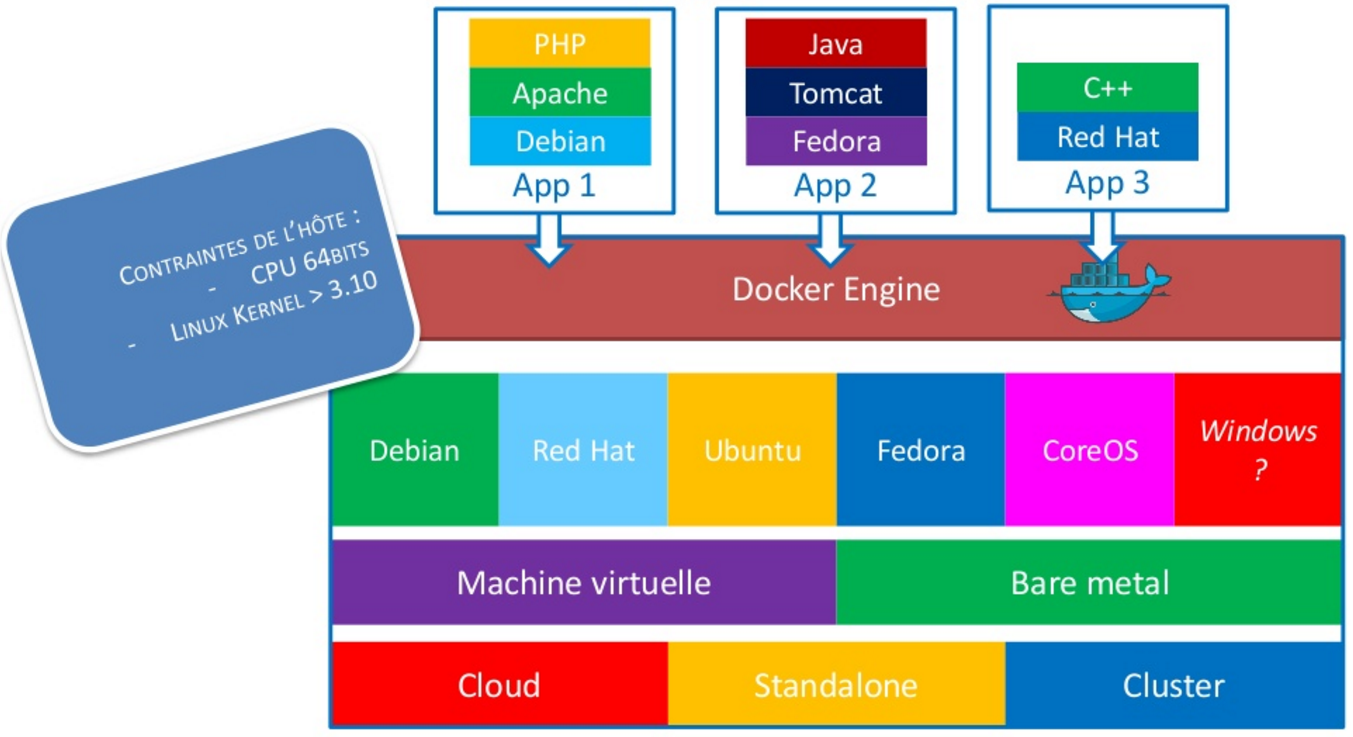 PHP
Apache
Debian
App 1
Java
Tomcat
Fedora
App 2
C++
Red Hat
App 3
CONTRAINTES DE L'HÔTE :
- CPU 64BITS
- LINUX KERNEL > 3.10
Docker Engine
Debian
Red Hat
Ubuntu
Fedora
CoreOS
Windows
?
Machine virtuelle
Bare metal
Cloud
Standalone
Cluster